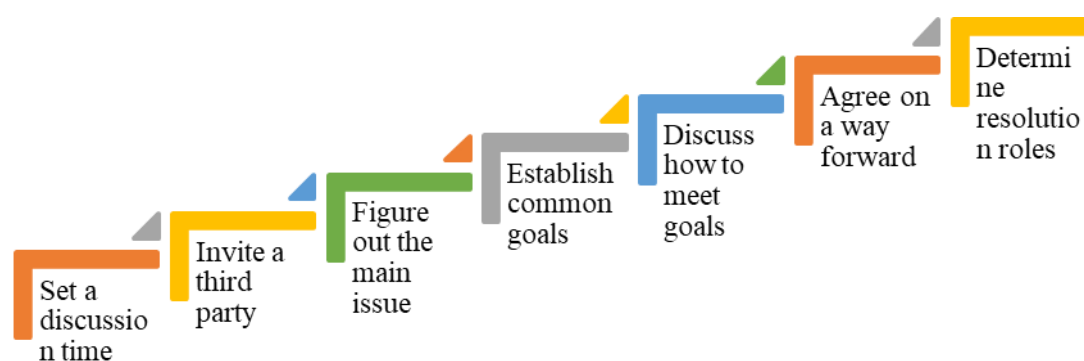 Set a
discussio
n time
Invite a
third
party
Figure
out the
main
issue
Establish
common
goals
Discuss
how to
meet
goals
Agree on
a way
forward
Determi
ne
resolutio
n roles